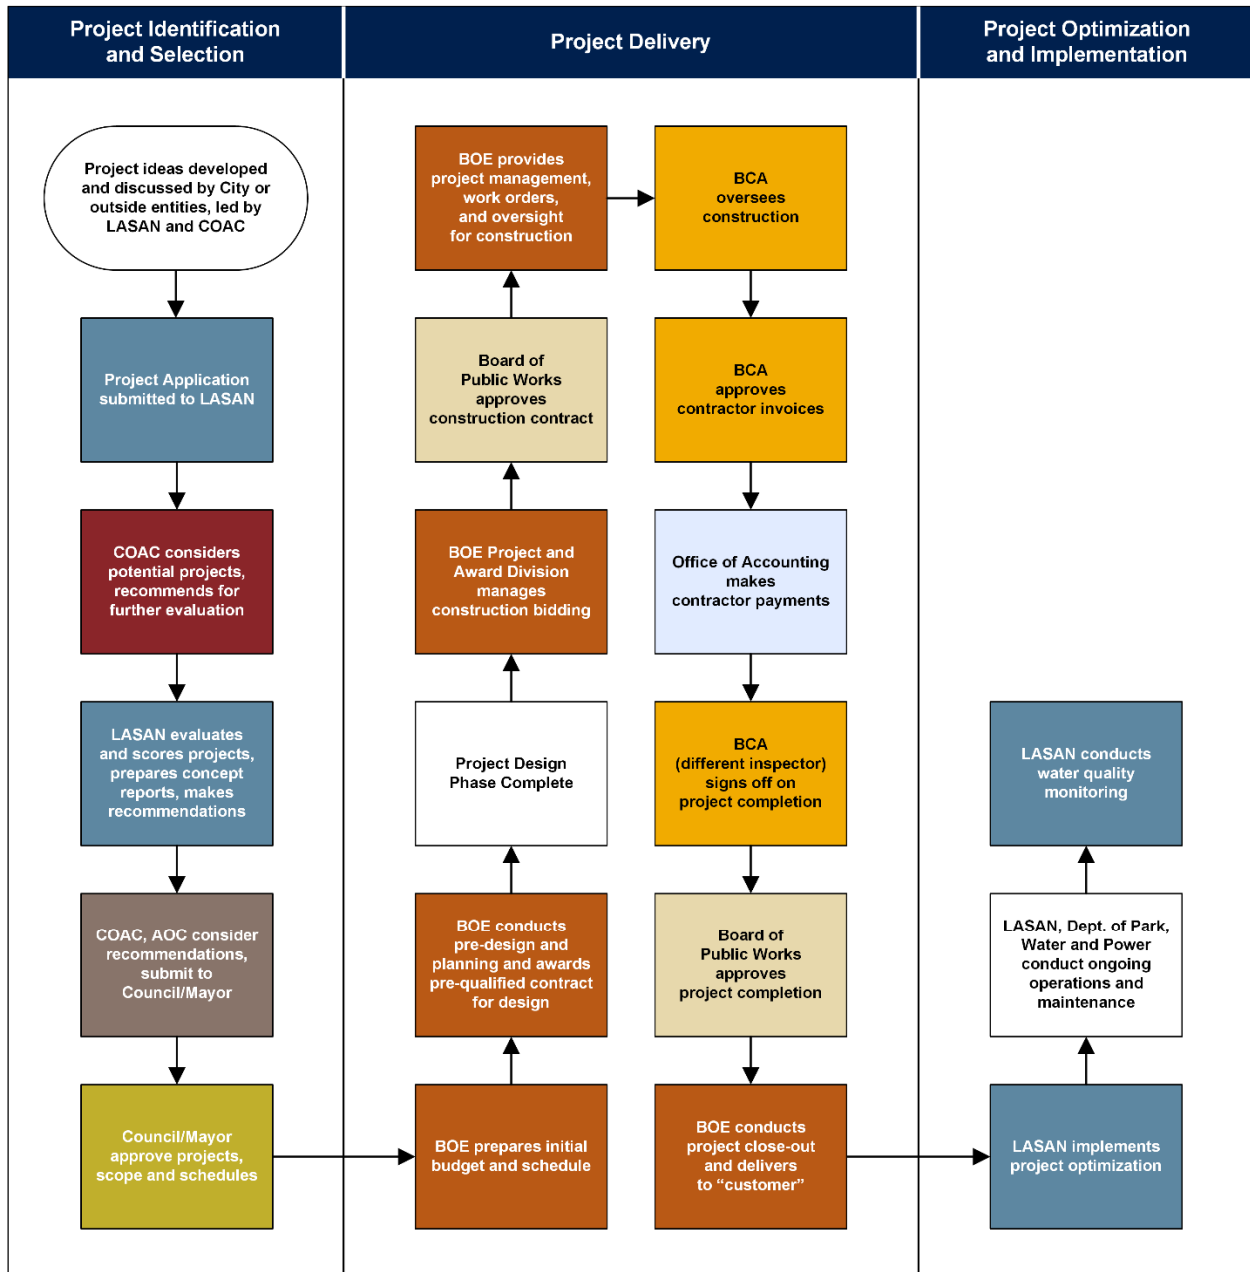 Project Identification
and Selection
Project Delivery
Project Optimization
and Implementation
Project ideas developed
and discussed by City or
outside entities, led by
LASAN and COAC
Project Application
submitted to LASAN
COAC considers
potential projects,
recommends for
further evaluation
LASAN evaluates
and scores projects,
prepares concept
reports, makes
recommendations
COAC, AOC consider
recommendations,
submit to
Council/Mayor
Council/Mayor
approve projects,
scope and schedules
BOE prepares initial
budget and schedule
BOE conducts
pre-design and
planning and awards
pre-qualified contract
for design
Project Design
Phase Complete
BOE Project and
Award Division
manages
construction bidding
Board of
Public Works
approves
construction contract
BOE provides
project management,
work orders,
and oversight
for construction
BCA
oversees
construction
BCA
approves
contractor invoices
Office of Accounting
makes
contractor payments
BCA
(different inspector)
signs off on
project completion
Board of
Public Works
approves
project completion
BOE conducts
project close-out
and delivers
to “customer”
LASAN implements
project optimization
LASAN, Dept. of Park,
Water and Power
conduct ongoing
operations and
maintenance
LASAN conducts
water quality
monitoring